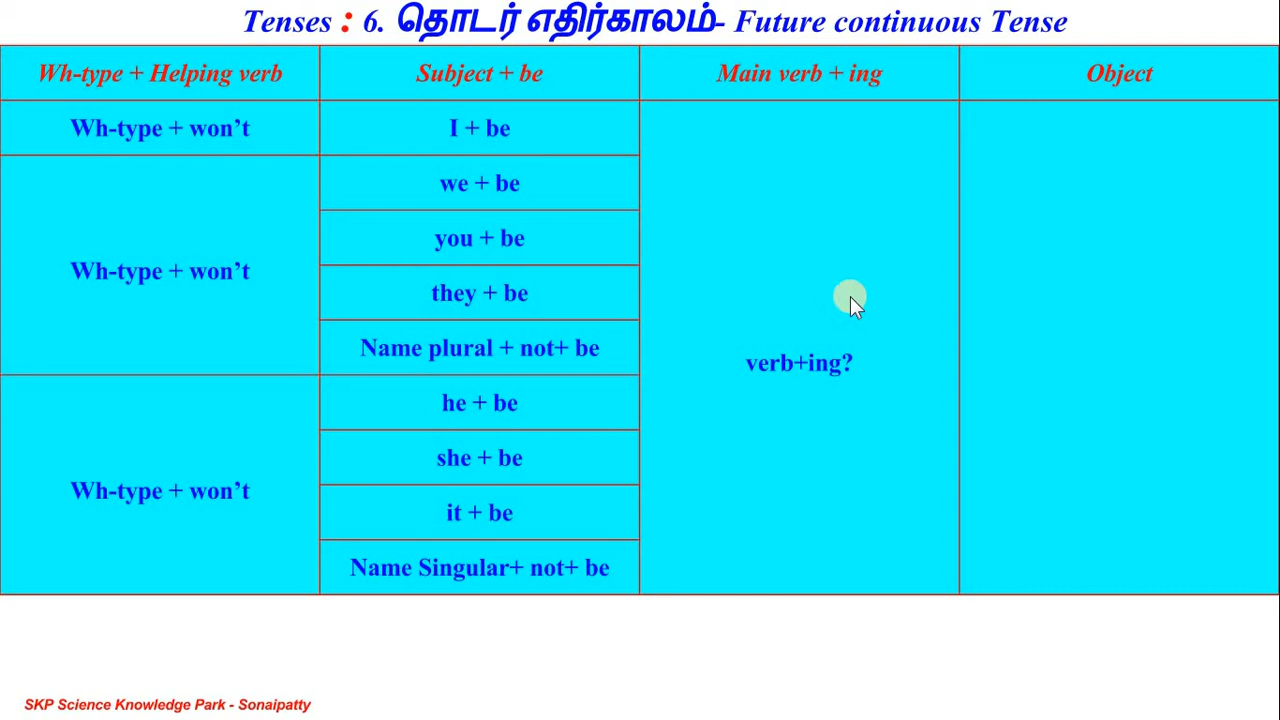 Tenses : 6. தொடர் எதிர்காலம்- Future continuous Tense
Wh-type + Helping verb
Subject + be
Main verb + ing
Object
Wh-type + won’t
I + be
Wh-type + won’t
we + be
you + be
they + be
Name plural + not+ be
verb+ing?
Wh-type + won’t
he + be
she + be
it + be
Name Singular+ not+ be
SKP Science Knowledge Park - Sonaipatty